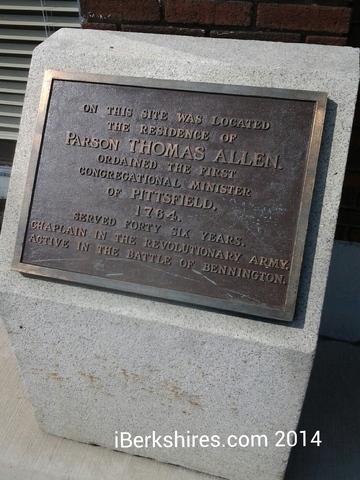 ON THIS SITE WAS LOCATED
THE RESIDENCE OF
PARSON THOMAS ALLEN.
ORDAINED THE FIRST
CONGREGATIONAL MINISTER
OF PITTSFIELD,
1764.
SERVED FORTY SIX YEARS.
CHAPLAIN IN THE REVOLUTIONARY ARMY.
ACTIVE IN THE BATTLE OF BENNINGTON.
iBerkshires.com 2014